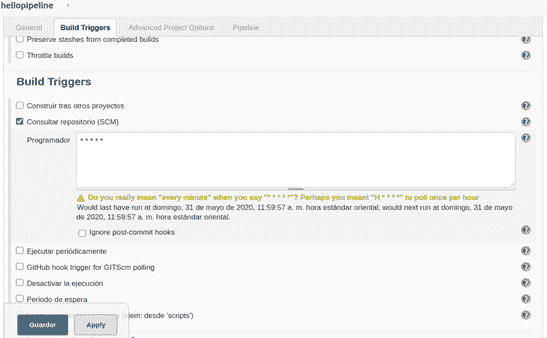 hellopipeline
General Build Triggers Advanced Project Options Pipeline
Preserve stashes from completed builds
Throttle builds
Build Triggers
Construir tras otros proyectos
Consultar repositorio (SCM)
Programador
* * * * *
Do you really mean "every minute" when you say "* * * * *"? Perhaps you meant "H * * * *" to poll once per hour
Would last have run at domingo, 31 de mayo de 2020, 11:59:57 a. m. hora estándar oriental; would next run at domingo, 31 de mayo
de 2020, 11:59:57 a. m. hora estándar oriental.
Ignore post-commit hooks
Ejecutar periódicamente
GitHub hook trigger for GITScm polling
Desactivar la ejecución
Periodo de espera
desde 'scripts')
Guardar Apply